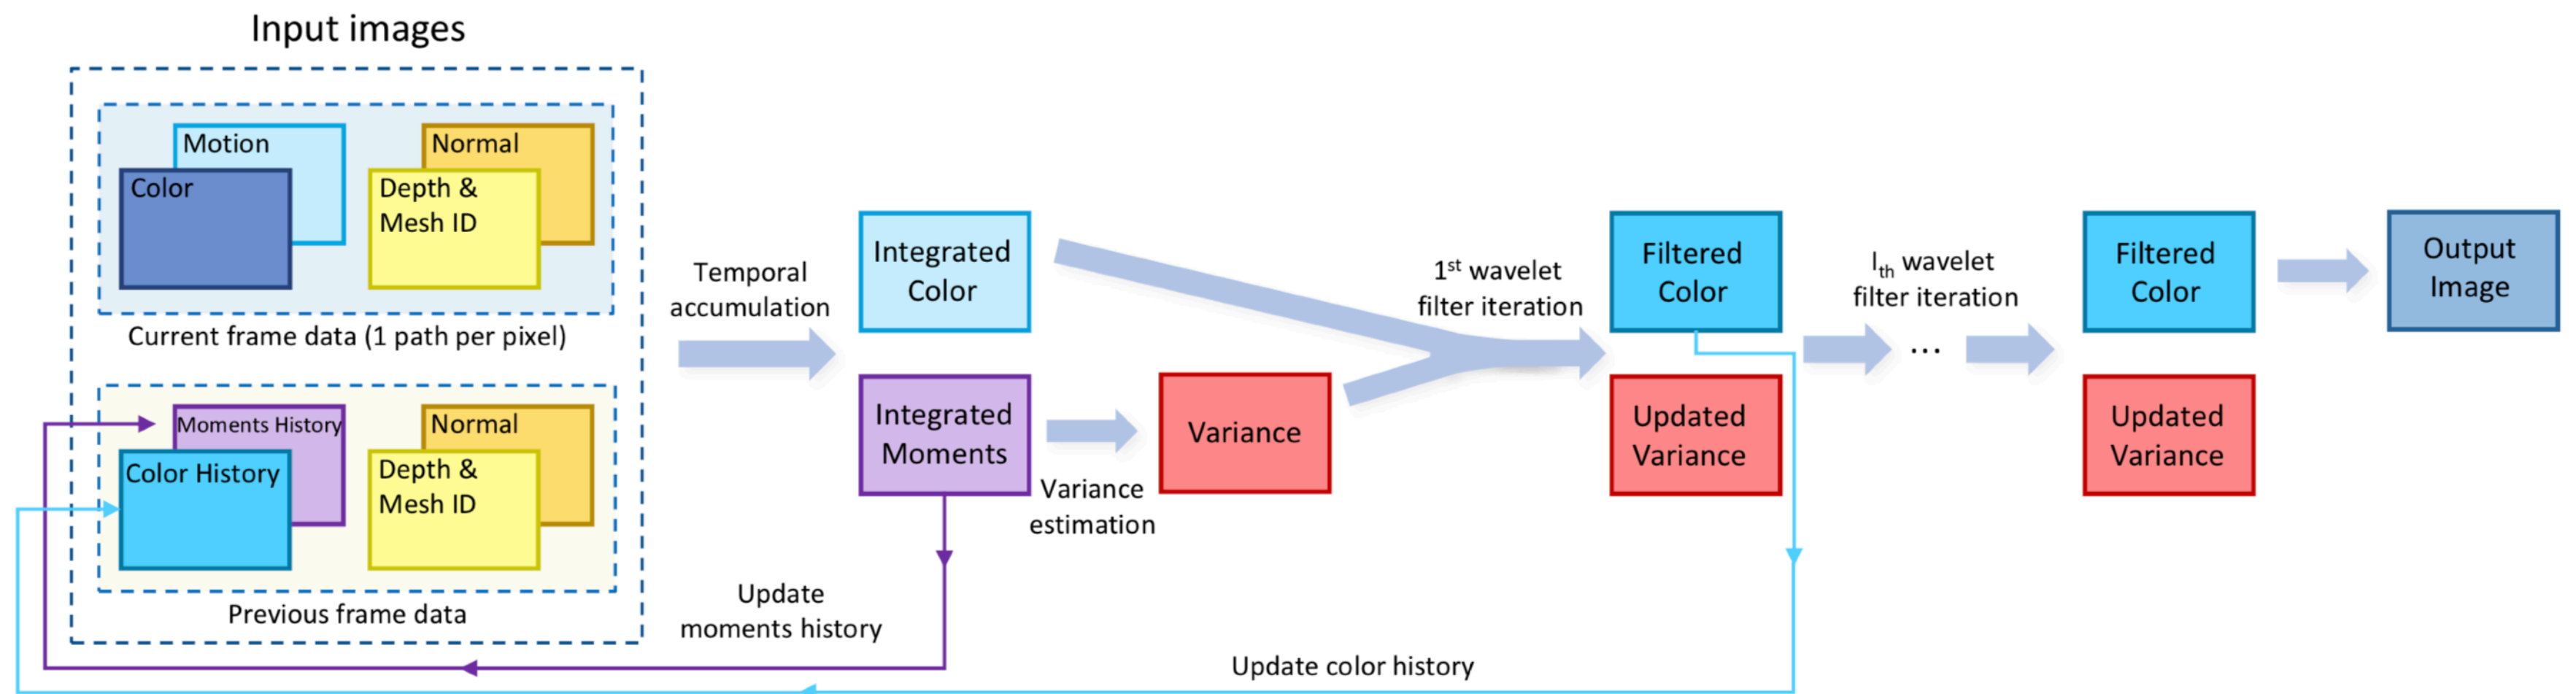 Input images
Motion
Normal
Color
Depth &
Mesh ID
Current frame data (1 path per pixel)
Moments History
Normal
Color History
Depth &
Mesh ID
Previous frame data
Temporal
accumulation
Integrated
Color
Integrated
Moments
Variance
estimation
Variance
Update
moments history
1st wavelet
filter iteration
Filtered
Color
Updated
Variance
Update color history
Ith wavelet
filter iteration
...
Filtered
Color
Updated
Variance
Output
Image